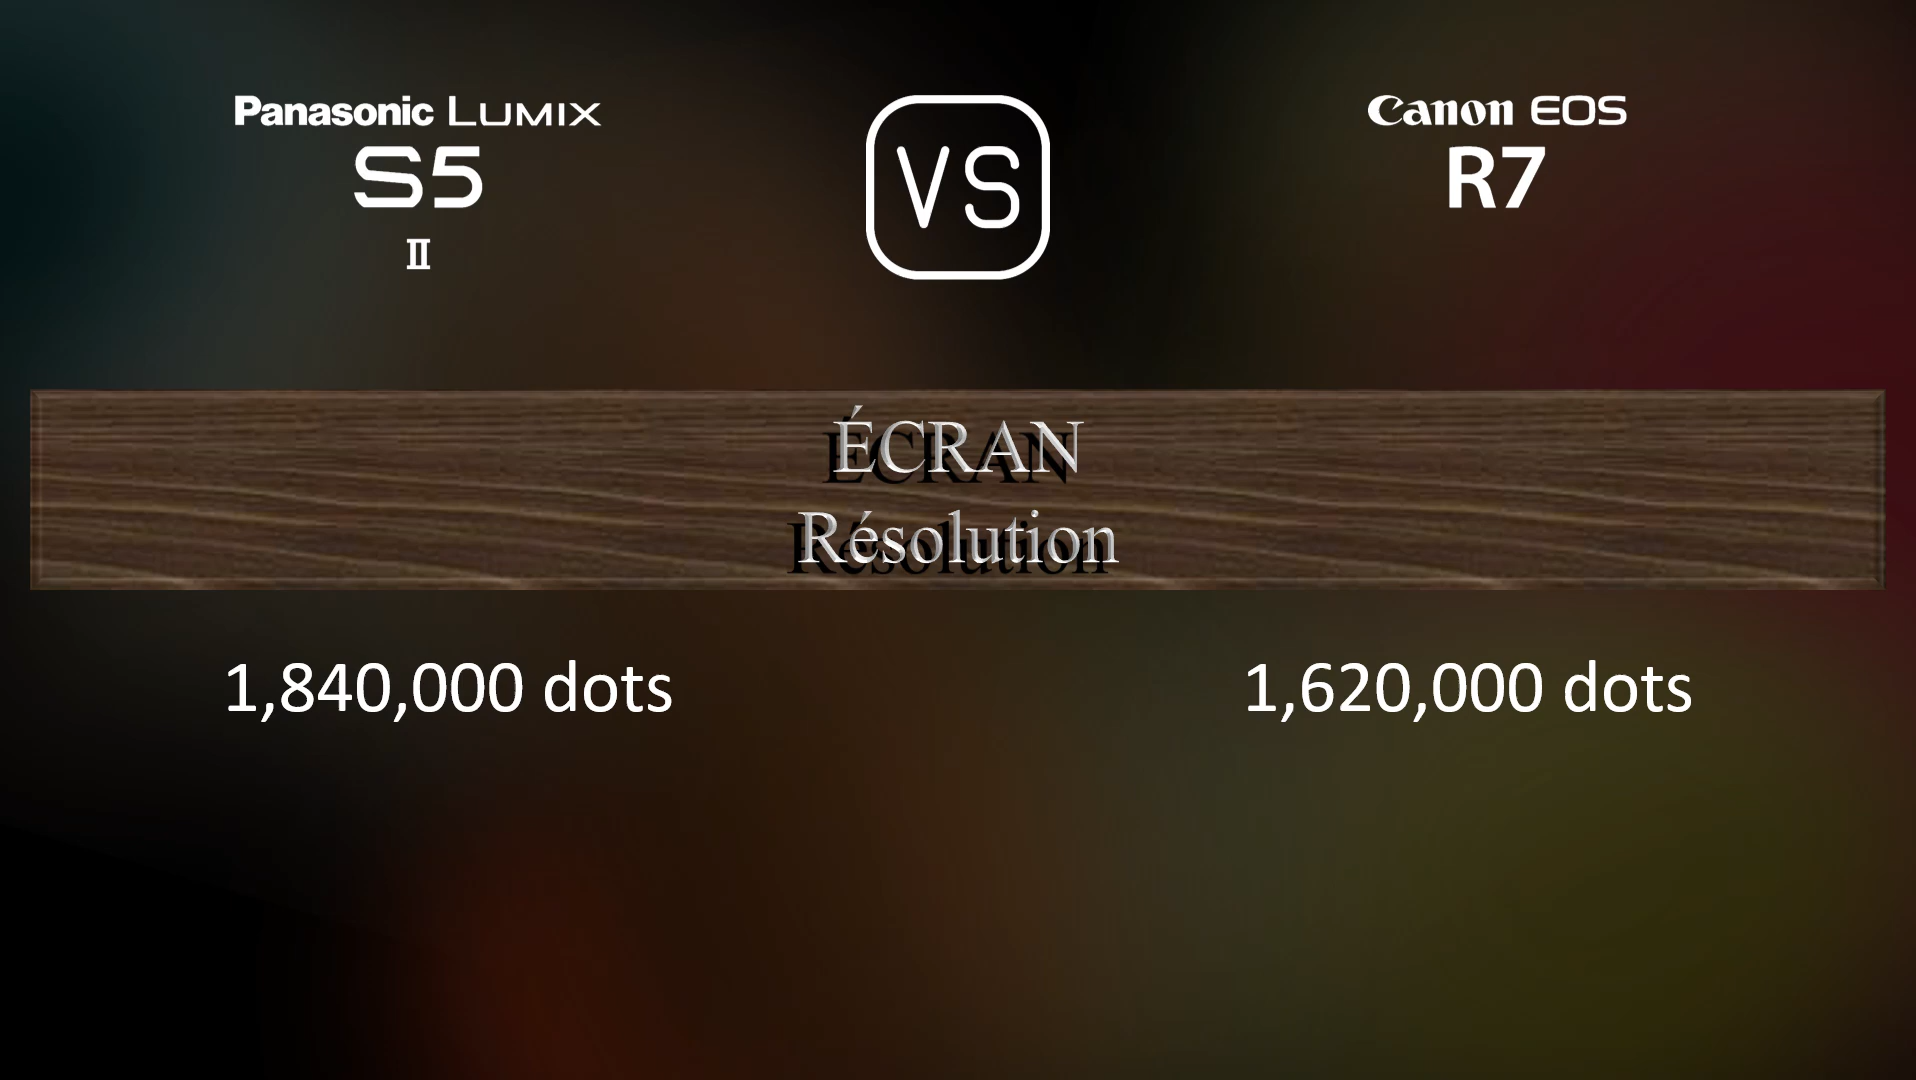 Panasonic LUMIX
S5
II
VS
Canon EOS
R7
ÉCRAN
Résolution
1,840,000 dots
1,620,000 dots